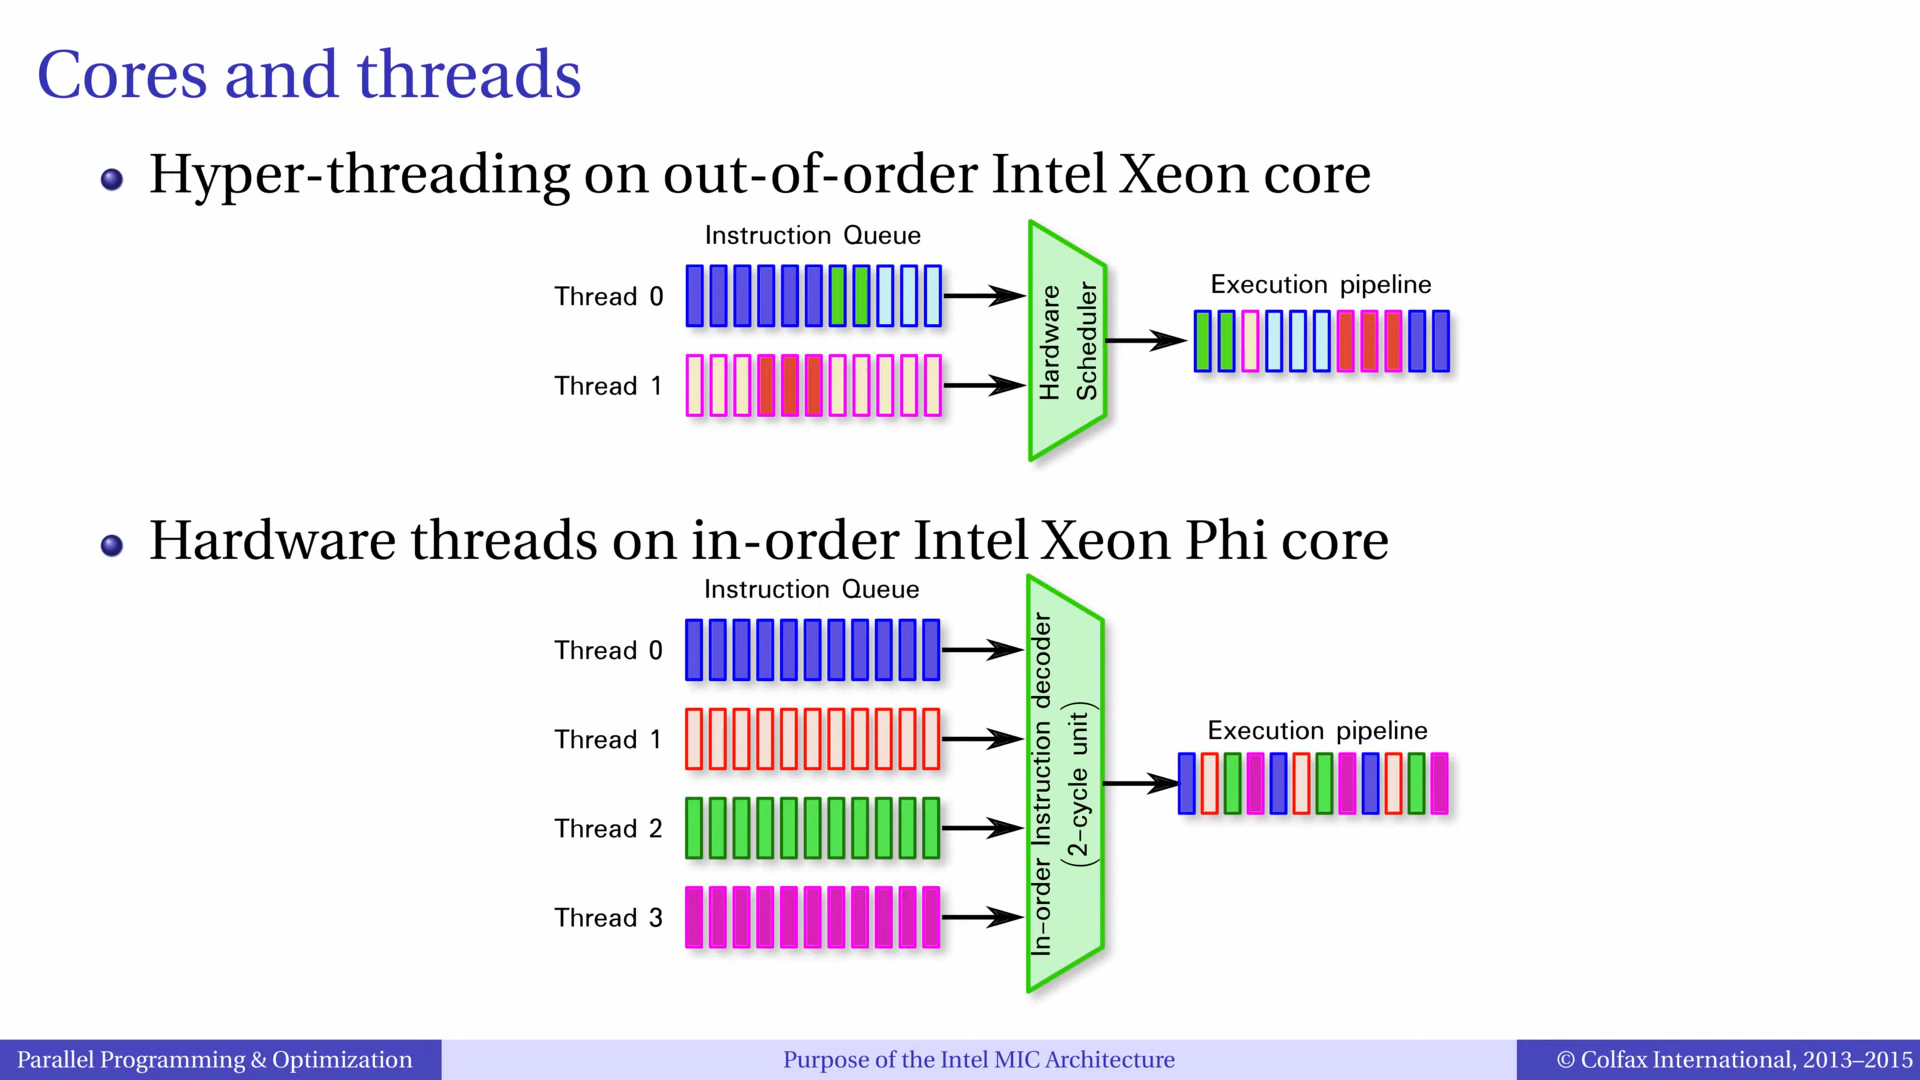 Cores and threads
Hyper-threading on out-of-order Intel Xeon core
Instruction Queue
Thread 0
Thread 1
Hardware
Scheduler
Execution pipeline
Hardware threads on in-order Intel Xeon Phi core
Instruction Queue
Thread 0
Thread 1
Thread 2
Thread 3
In-order Instruction decoder
(2-cycle unit)
Execution pipeline
Parallel Programming & Optimization
Purpose of the Intel MIC Architecture
© Colfax International, 2013–2015